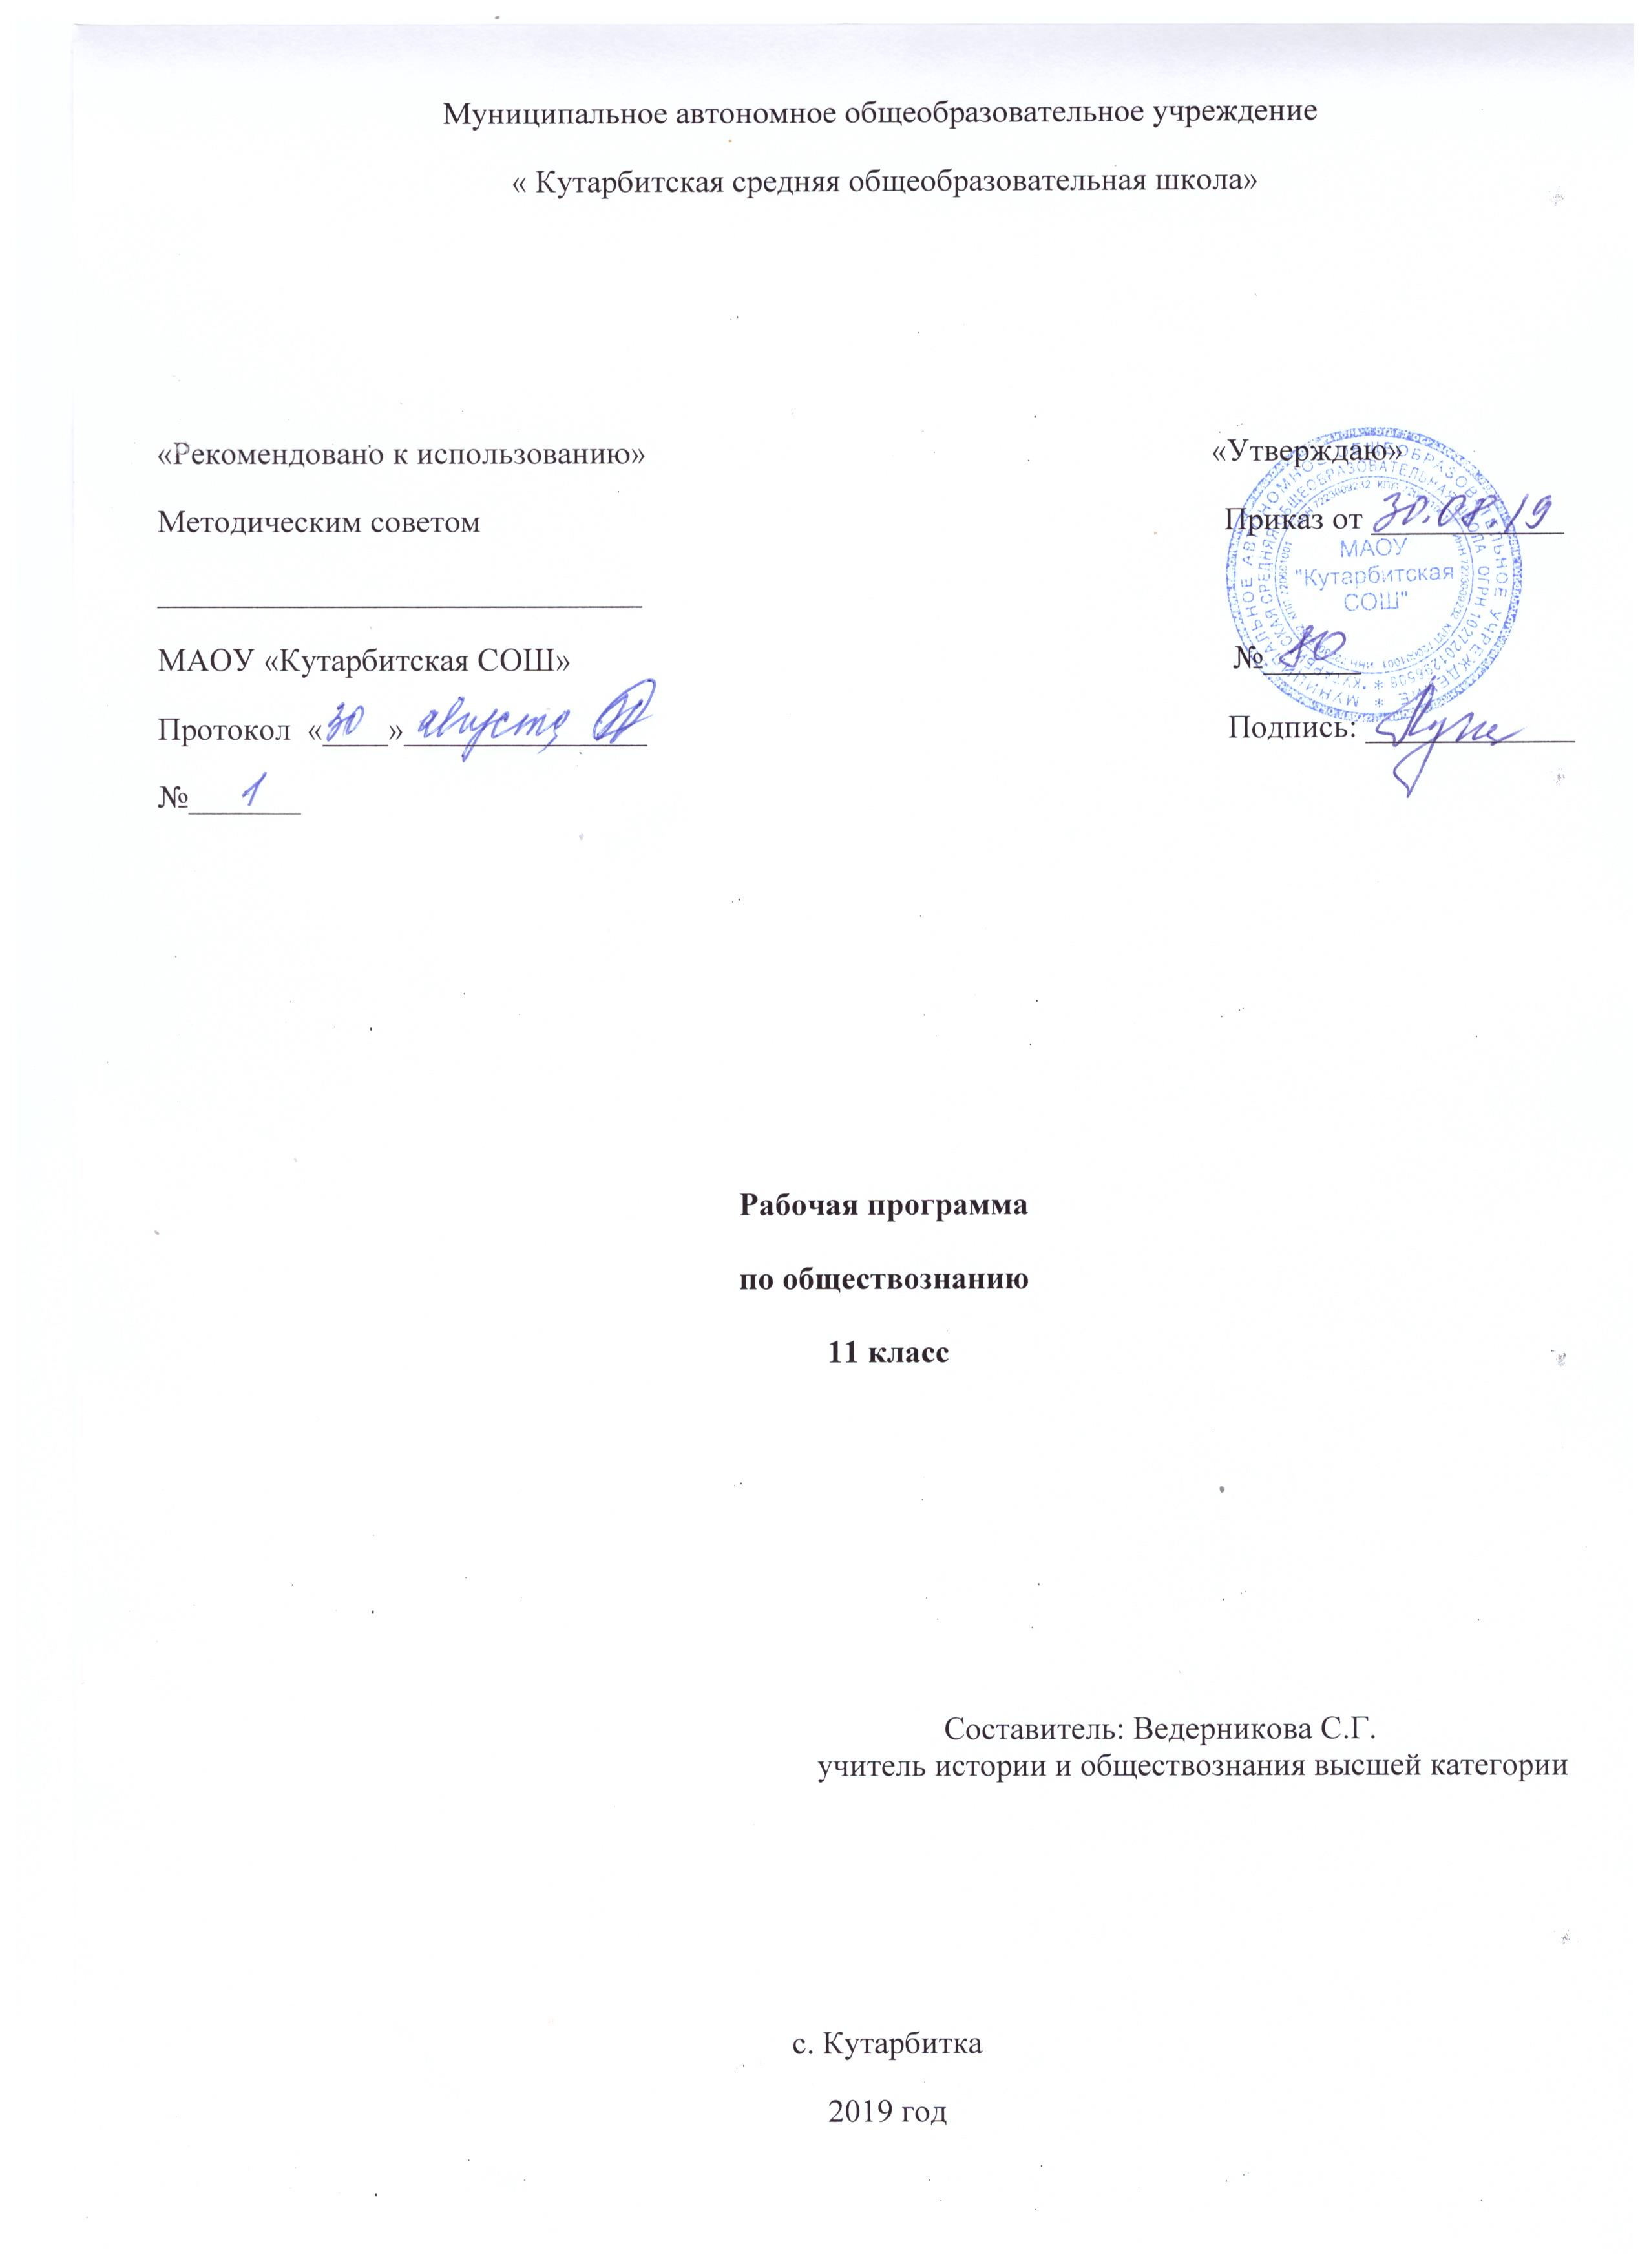 Муниципальное автономное общеобразовательное учреждение
« Кутарбитская средняя общеобразовательная школа»
«Рекомендовано к использованию»
Методическим советом
МАОУ «Кутарбитская СОШ»
Протокол «30» августа
№ 1
«Утверждаю»
Приказ от 30.08.19
МАОУ
"Кутарбитская
СОШ"
№
Подпись:
Рабочая программа
по обществознанию
11 класс
Составитель: Ведерникова С.Г.
учитель истории и обществознания высшей категории
с. Кутарбитка
2019 год